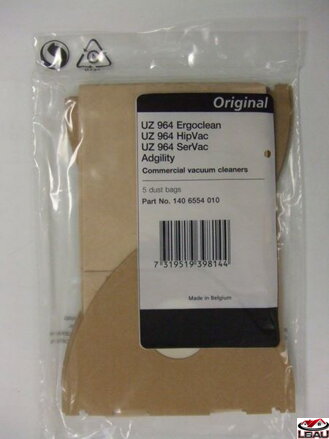 Original
UZ 964 Ergoclean
UZ 964 HipVac
UZ 964 SerVac
Adgility
Commercial vacuum cleaners
5 dust bags
Part No. 140 6554 010
7 319519 398144
Made in Belgium
LSAU